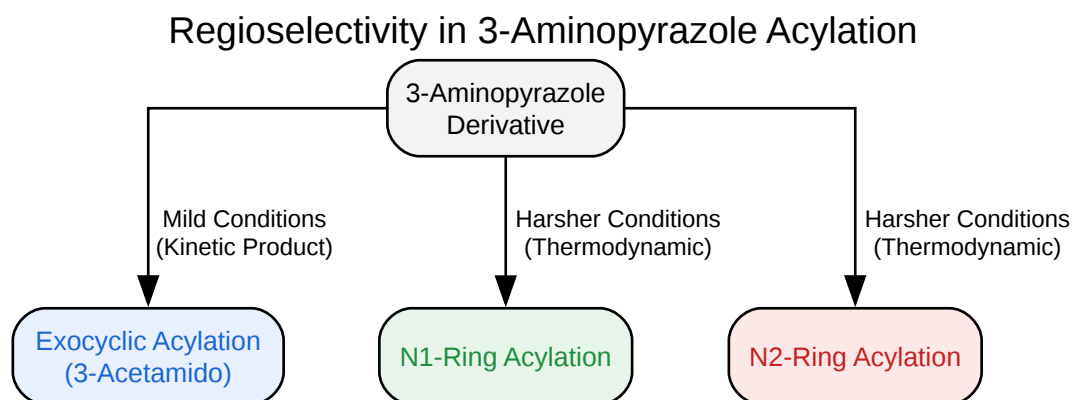 Regioselectivity in 3-Aminopyrazole Acylation
3-Aminopyrazole
Derivative
Mild Conditions
(Kinetic Product)
Harsher Conditions
(Thermodynamic)
Harsher Conditions
(Thermodynamic)
Exocyclic Acylation
(3-Acetamido)
N1-Ring Acylation
N2-Ring Acylation